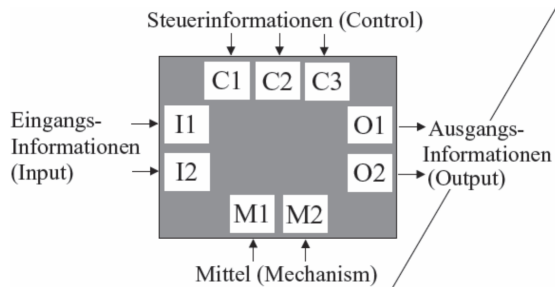 Steuerinformationen (Control)
C1 C2 C3
Eingangs-
Informationen
(Input)
I1
I2
O1
O2
Ausgangs-
Informationen
(Output)
M1 M2
Mittel (Mechanism)